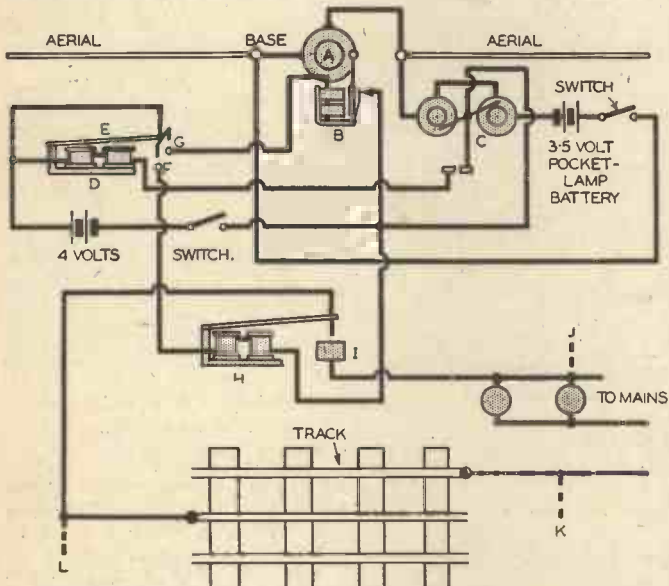 AERIAL
BASE
AERIAL
A
SWITCH
E
G
B
C
F
D
3·5 VOLT
POCKET-
LAMP
BATTERY
4 VOLTS
SWITCH.
H
I
J
TO MAINS
TRACK
K
L